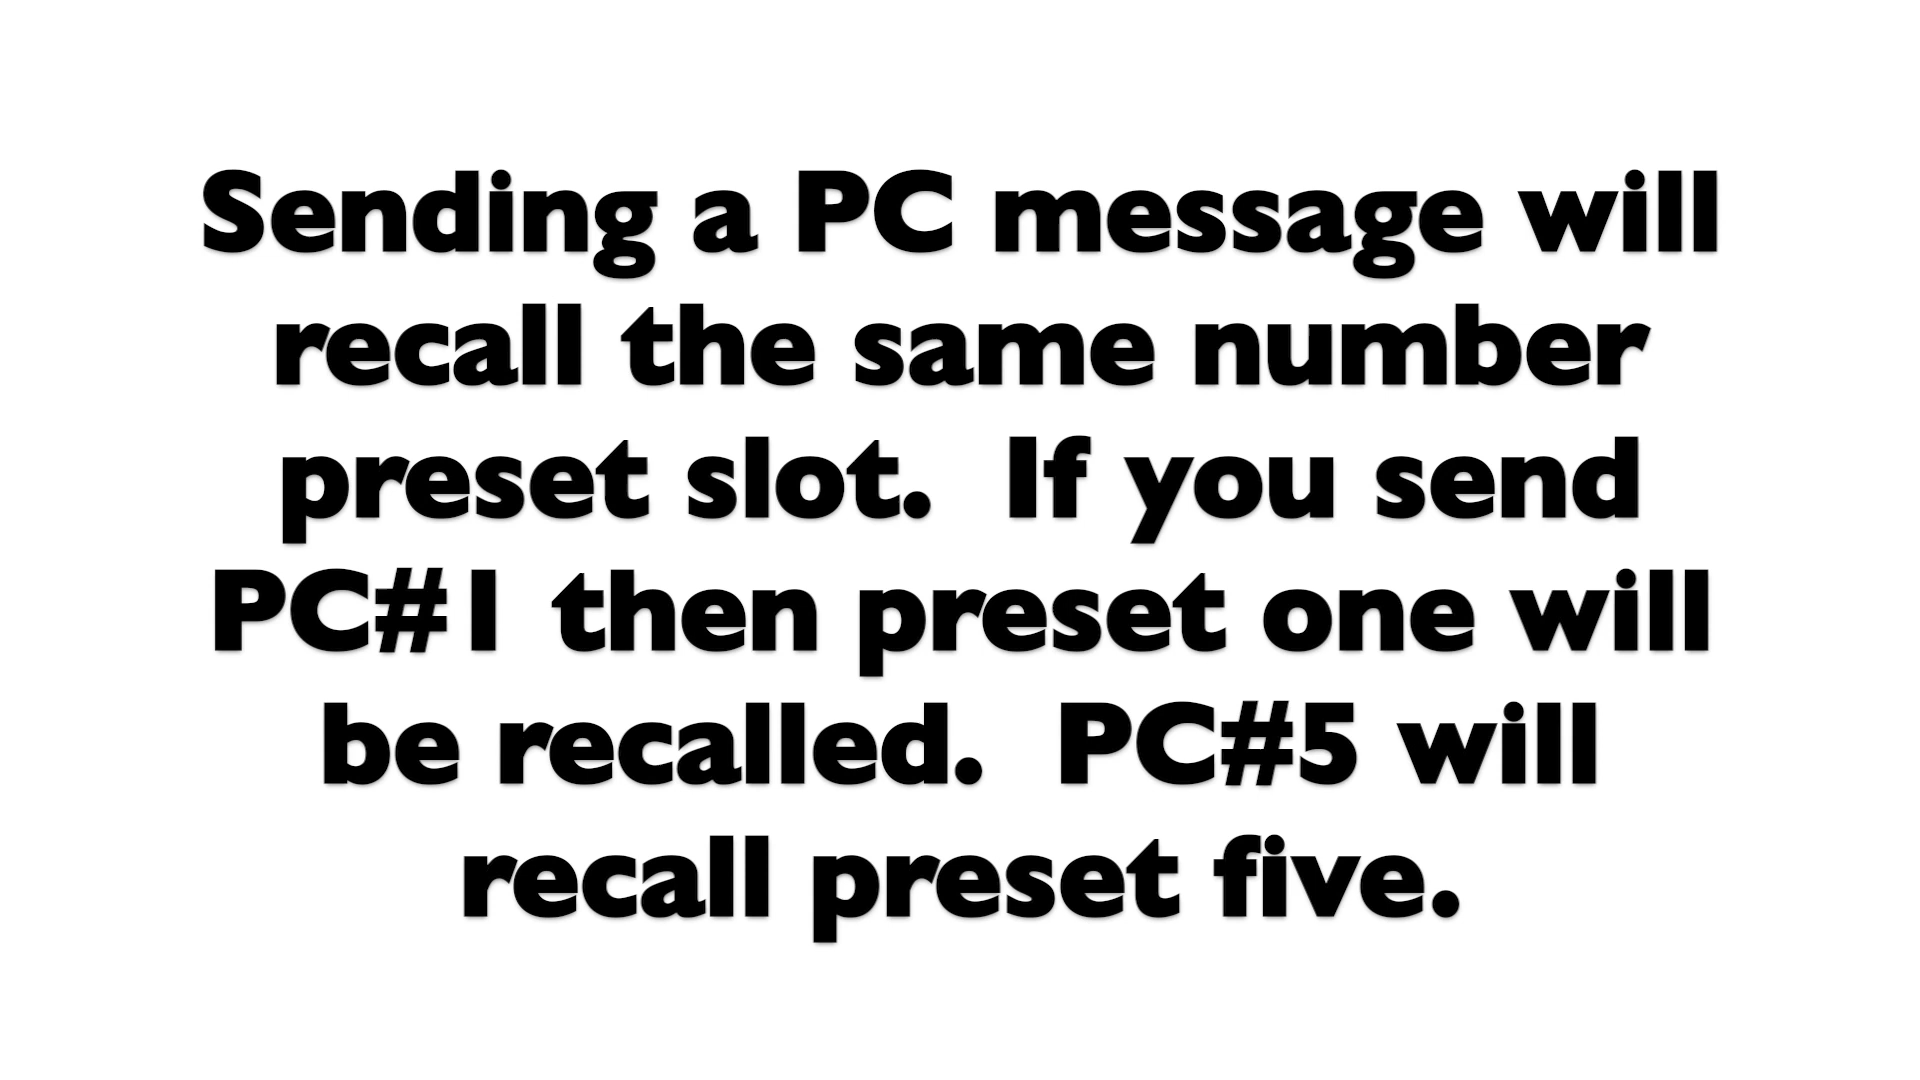 Sending a PC message will
recall the same number
preset slot.  If you send
PC#1 then preset one will
be recalled.  PC#5 will
recall preset five.